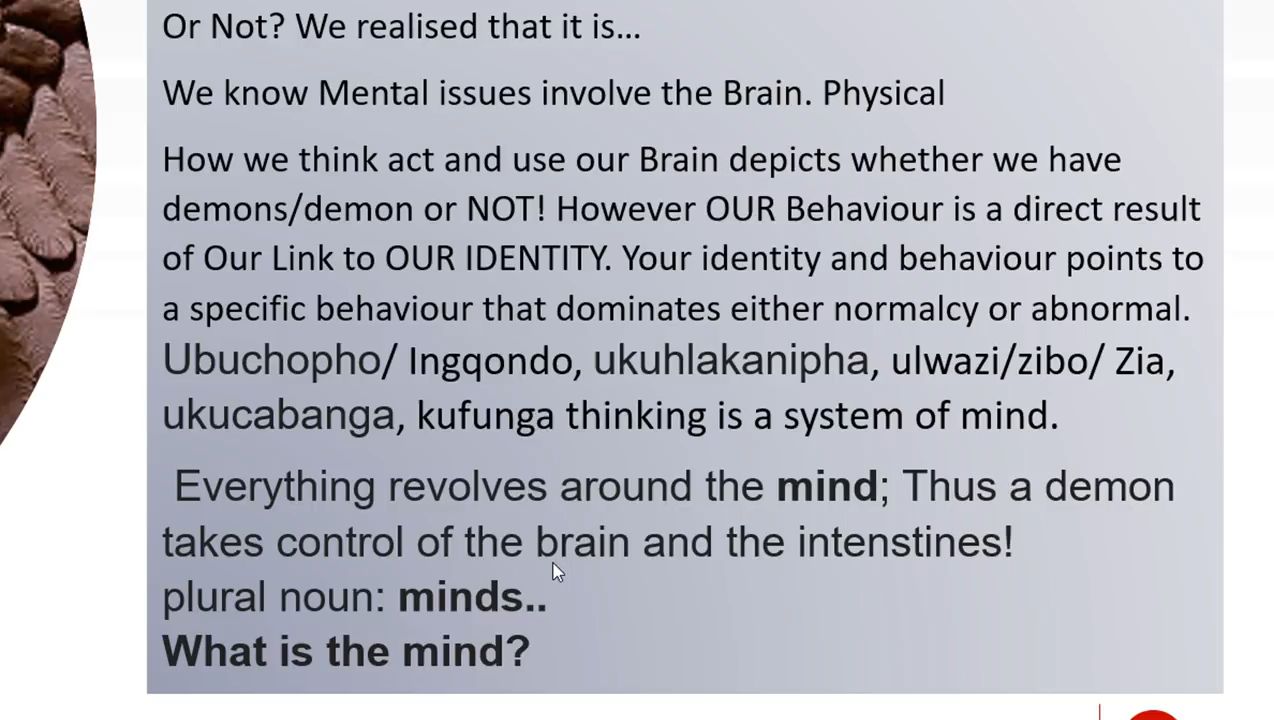 Or Not? We realised that it is…
We know Mental issues involve the Brain. Physical
How we think act and use our Brain depicts whether we have
demons/demon or NOT! However OUR Behaviour is a direct result
of Our Link to OUR IDENTITY. Your identity and behaviour points to
a specific behaviour that dominates either normalcy or abnormal.
Ubuchopho/ Ingqondo, ukuhlakanipha, ulwazi/zibo/ Zia,
ukucabanga, kufunga thinking is a system of mind.
Everything revolves around the mind; Thus a demon
takes control of the brain and the intenstines!
plural noun: minds..
What is the mind?